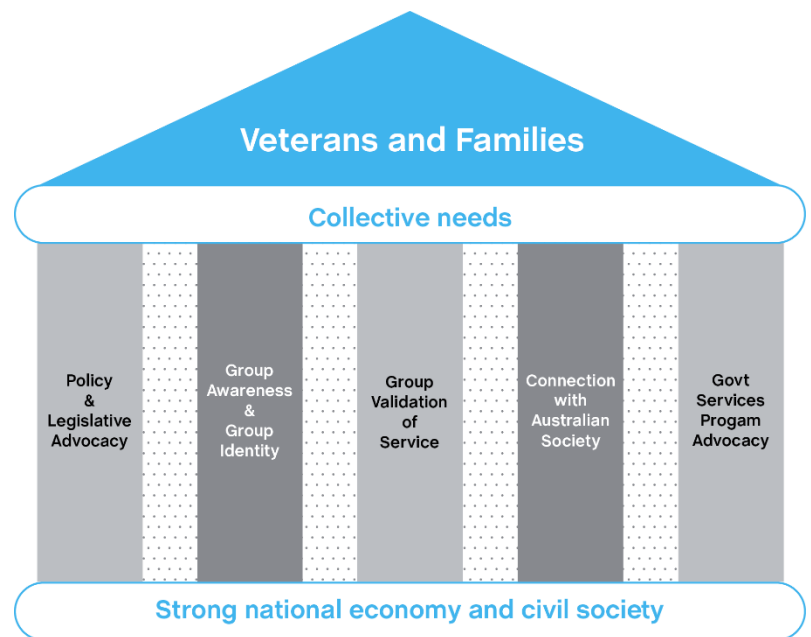 Veterans and Families
Collective needs
Policy
&
Legislative
Advocacy
Group
Awareness
&
Group
Identity
Group
Validation
of
Service
Connection
with
Australian
Society
Govt
Services
Progam
Advocacy
Strong national economy and civil society